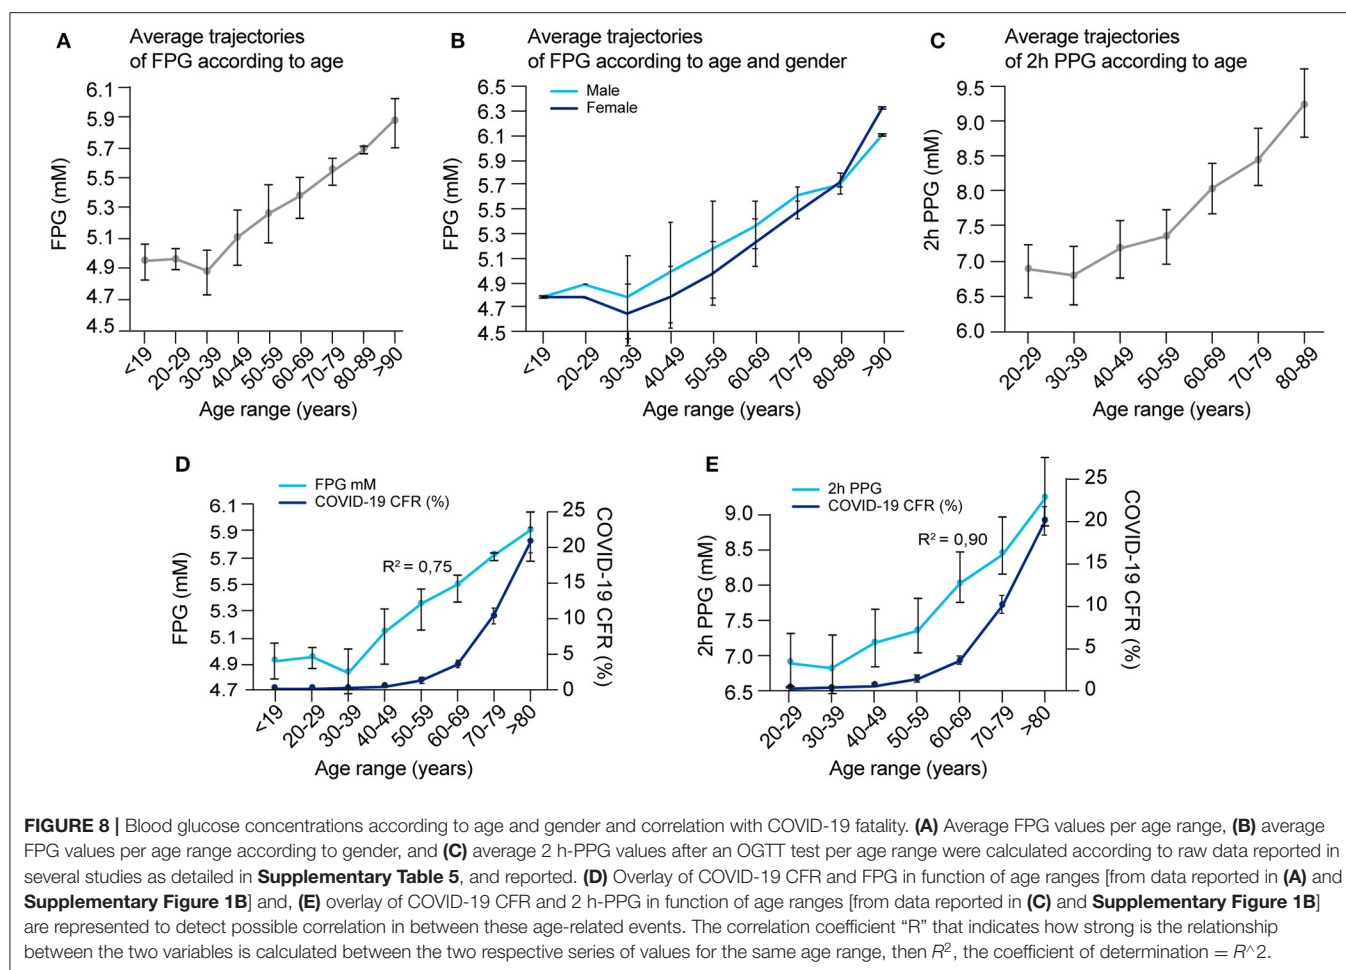 A
Average trajectories
of FPG according to age
6.1
5.9
5.7
5.5
5.3
5.1
4.9
4.7
4.5
FPG (mM)
<19
20-29
30-39
40-49
50-59
60-69
70-79
80-89
>90
Age range (years)
B
Average trajectories
of FPG according to age and gender
Male
Female
6.5
6.3
6.1
5.9
5.7
5.5
5.3
5.1
4.9
4.7
4.5
FPG (mM)
<19
20-29
30-39
40-49
50-59
60-69
70-79
80-89
>90
Age range (years)
C
Average trajectories
of 2h PPG according to age
9.5
9.0
8.5
8.0
7.5
7.0
6.5
6.0
2h PPG (mM)
20-29
30-39
40-49
50-59
60-69
70-79
80-89
Age range (years)
D
FPG mM
COVID-19 CFR (%)
6.1
5.9
5.7
5.5
5.3
5.1
4.9
4.7
FPG (mM)
R² = 0,75
25
20
15
10
5
0
COVID-19 CFR (%)
<19
20-29
30-39
40-49
50-59
60-69
70-79
>80
Age range (years)
E
2h PPG
COVID-19 CFR (%)
9.0
8.5
8.0
7.5
7.0
6.5
2h PPG (mM)
R² = 0,90
25
20
15
10
5
0
COVID-19 CFR (%)
20-29
30-39
40-49
50-59
60-69
70-79
>80
Age range (years)
FIGURE 8 | Blood glucose concentrations according to age and gender and correlation with COVID-19 fatality. (A) Average FPG values per age range, (B) average
FPG values per age range according to gender, and (C) average 2 h-PPG values after an OGTT test per age range were calculated according to raw data reported in
several studies as detailed in Supplementary Table 5, and reported. (D) Overlay of COVID-19 CFR and FPG in function of age ranges [from data reported in (A) and
Supplementary Figure 1B] and, (E) overlay of COVID-19 CFR and 2 h-PPG in function of age ranges [from data reported in (C) and Supplementary Figure 1B]
are represented to detect possible correlation in between these age-related events. The correlation coefficient “R” that indicates how strong is the relationship
between the two variables is calculated between the two respective series of values for the same age range, then R², the coefficient of determination = R^2.